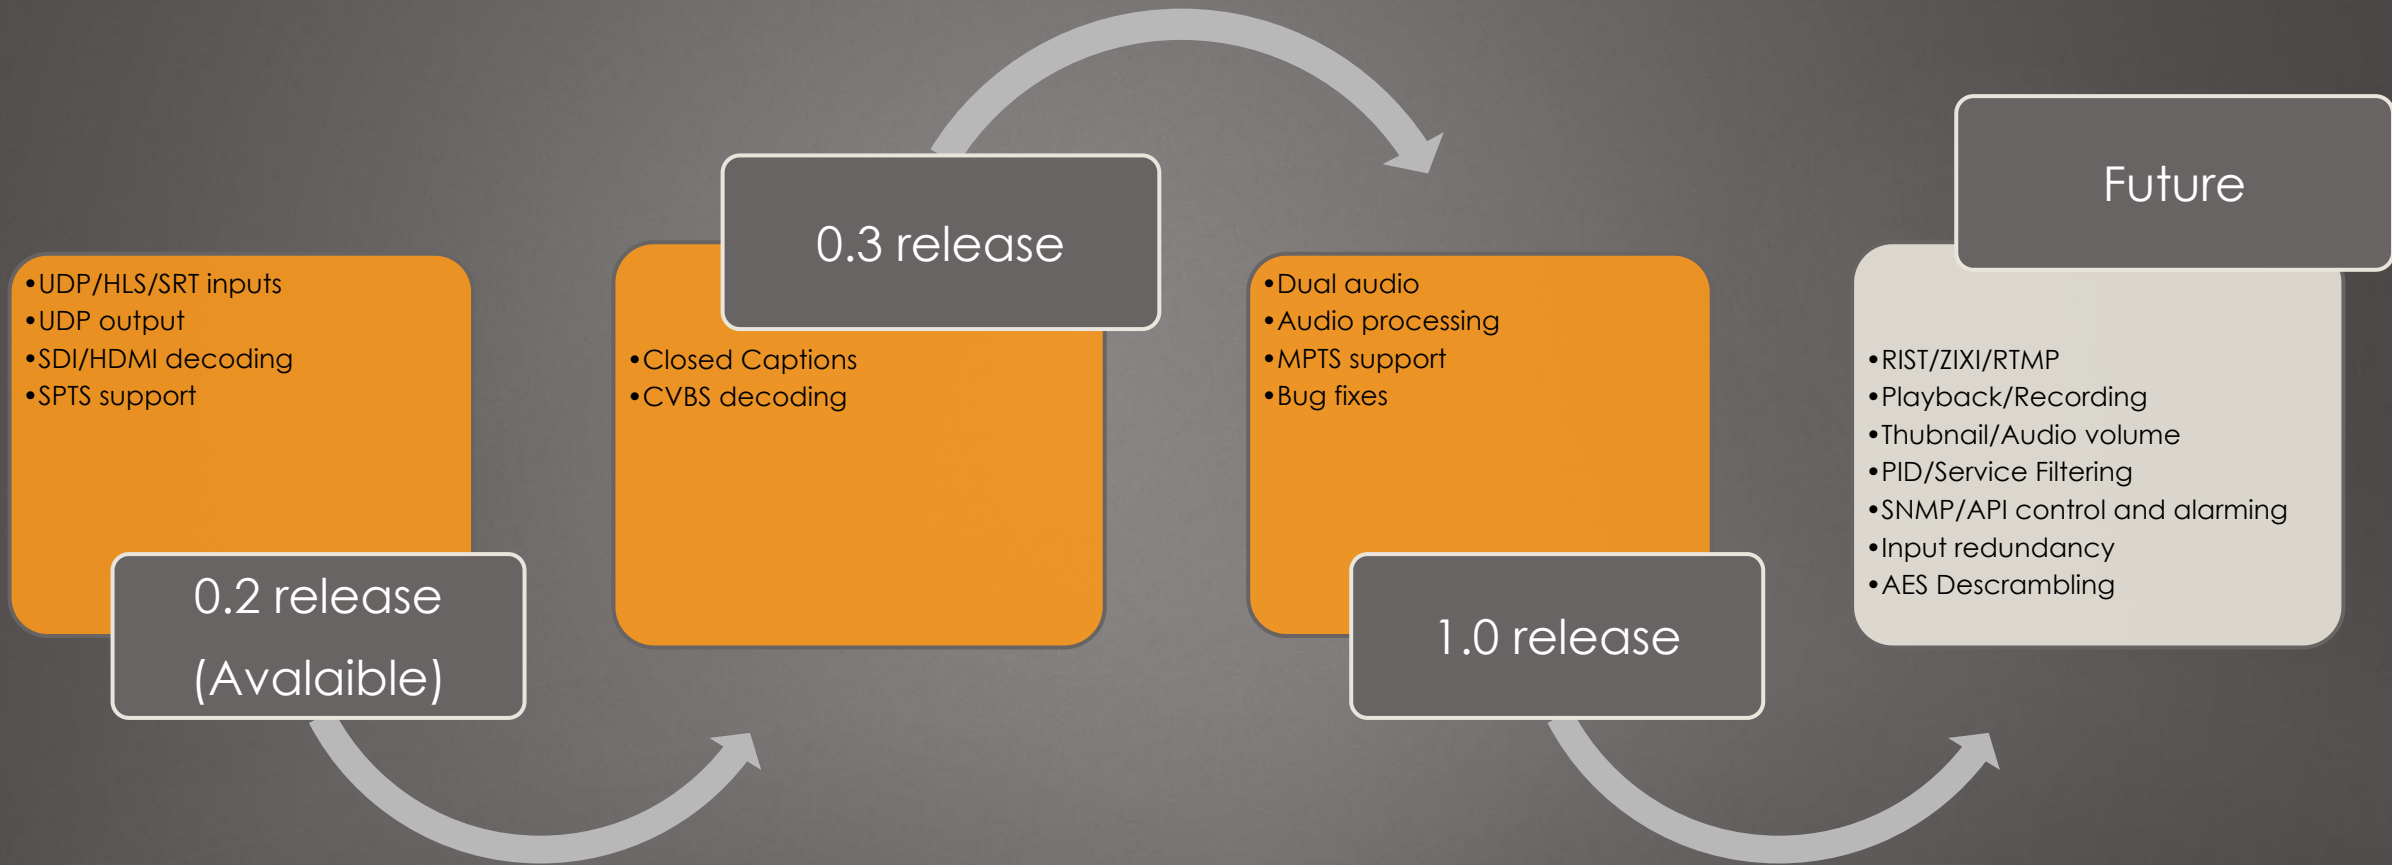 •UDP/HLS/SRT inputs
•UDP output
•SDI/HDMI decoding
•SPTS support
0.2 release
(Avalaible)
0.3 release
•Closed Captions
•CVBS decoding
•Dual audio
•Audio processing
•MPTS support
•Bug fixes
1.0 release
Future
•RIST/ZIXI/RTMP
•Playback/Recording
•Thubnail/Audio volume
•PID/Service Filtering
•SNMP/API control and alarming
•Input redundancy
•AES Descrambling